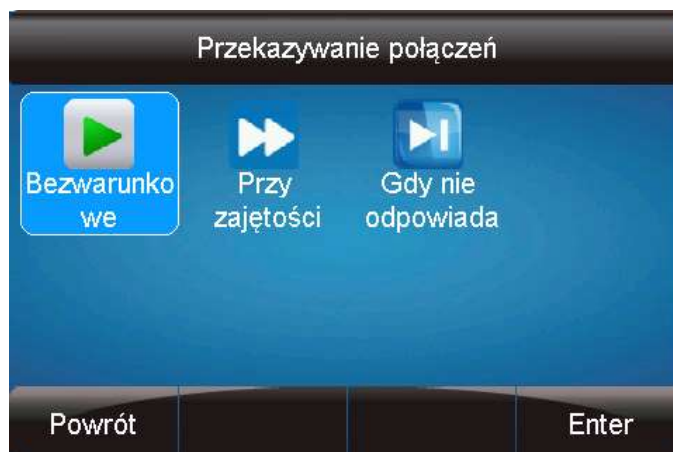 Przekazywanie połączeń
Bezwarunko
we
Przy
zajętości
Gdy nie
odpowiada
Powrót
Enter